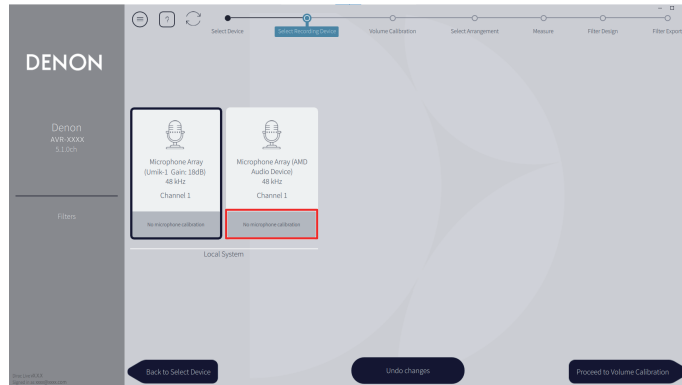 ?
Select Device
Select Recording Device
Volume Calibration
Select Arrangement
Measure
Filter Design
Filter Export
DENON
Denon
AVR-XXXX
5.1.0ch
Filters
Microphone Array
(Umik-1 Gain: 18dB)
48 kHz
Channel 1
No microphone calibration
Microphone Array (AMD
Audio Device)
48 kHz
Channel 1
No microphone calibration
Local System
Back to Select Device
Undo changes
Proceed to Volume Calibration